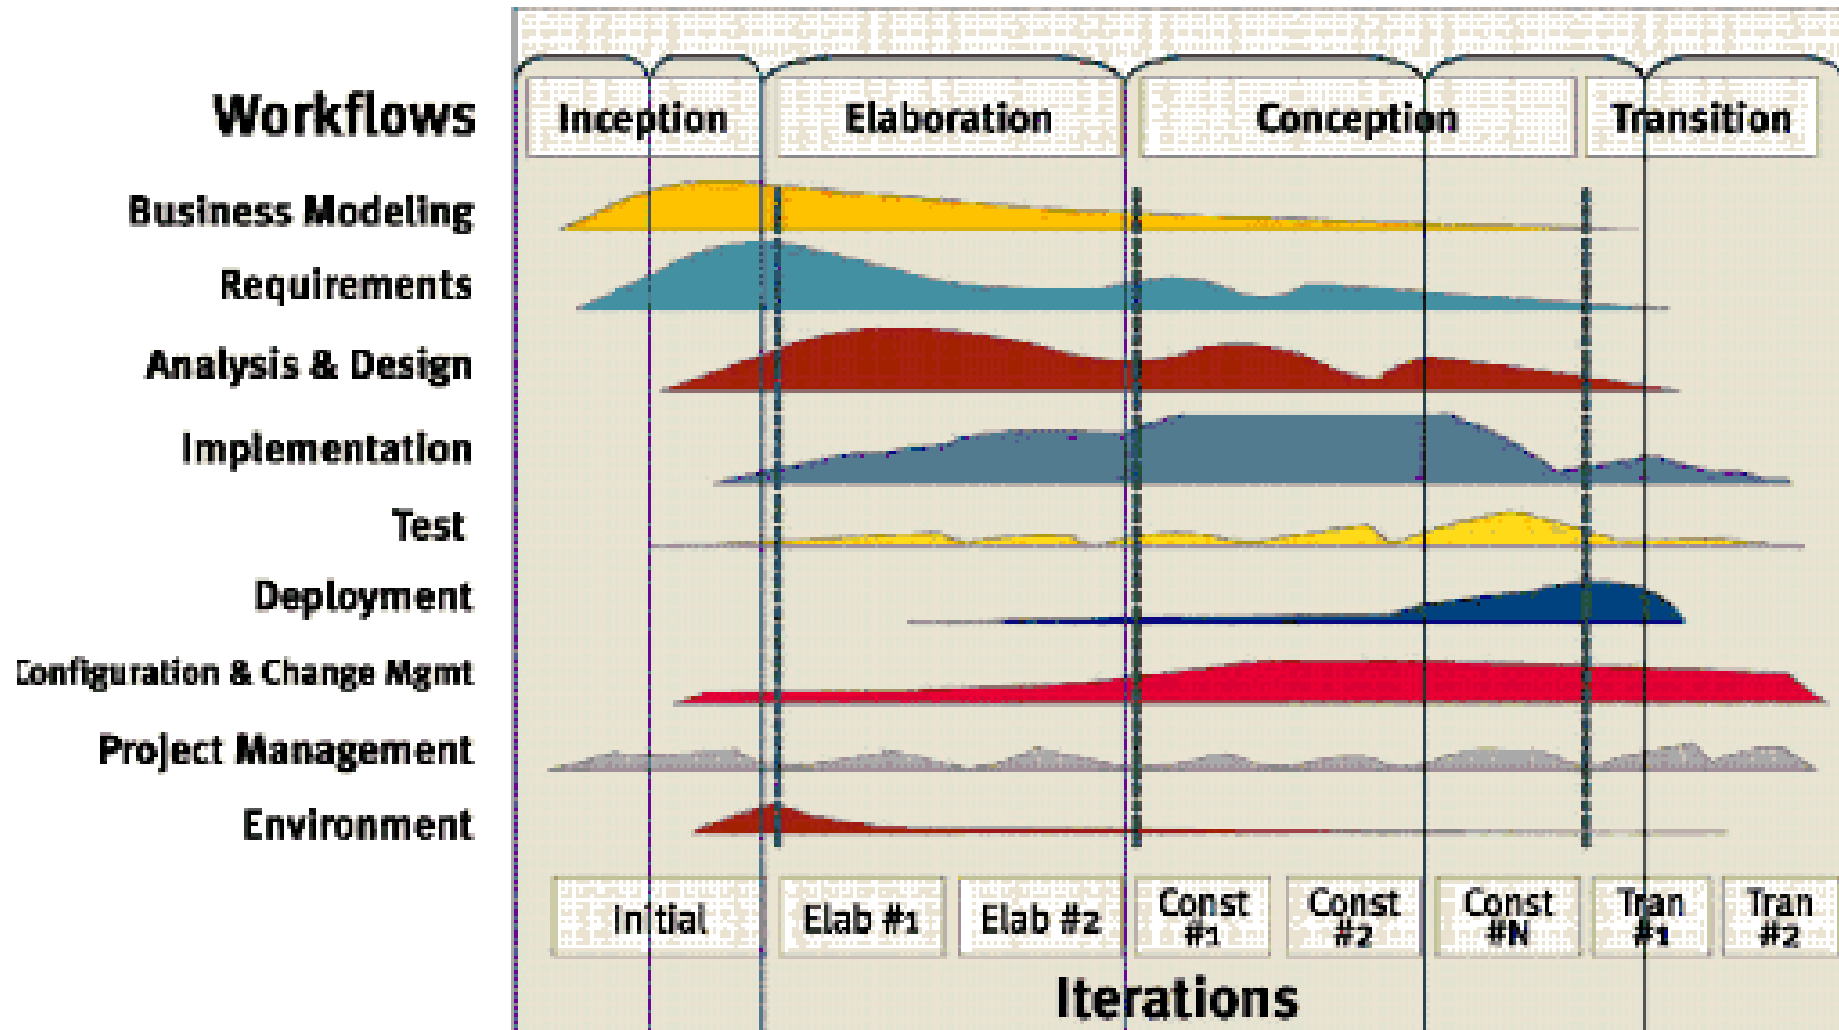 Workflows
Inception
Elaboration
Conception
Transition
Business Modeling
Requirements
Analysis & Design
Implementation
Test
Deployment
Configuration & Change Mgmt
Project Management
Environment
Initial
Elab #1
Elab #2
Const
#1
Const
#2
Const
#N
Tran
#1
Tran
#2
Iterations